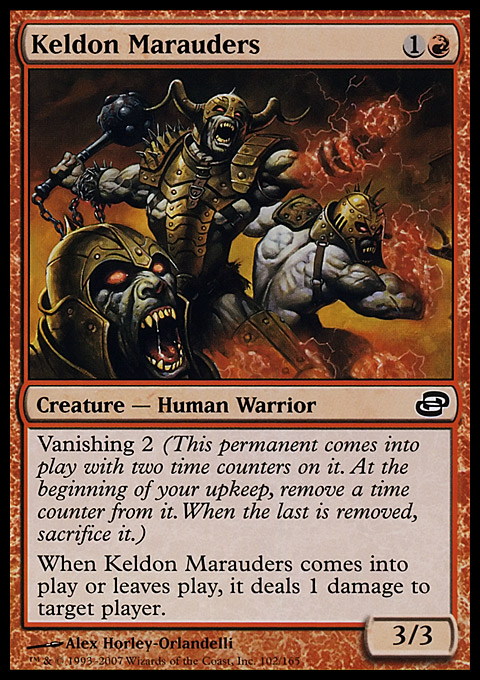 Keldon Marauders 1
Creature — Human Warrior
Vanishing 2 (This permanent comes into
play with two time counters on it. At the
beginning of your upkeep, remove a time
counter from it. When the last is removed,
sacrifice it.)
When Keldon Marauders comes into
play or leaves play, it deals 1 damage to
target player.
3/3
Alex Horley-Orlandelli
™ & © 1993-2007 Wizards of the Coast, Inc. 102/165